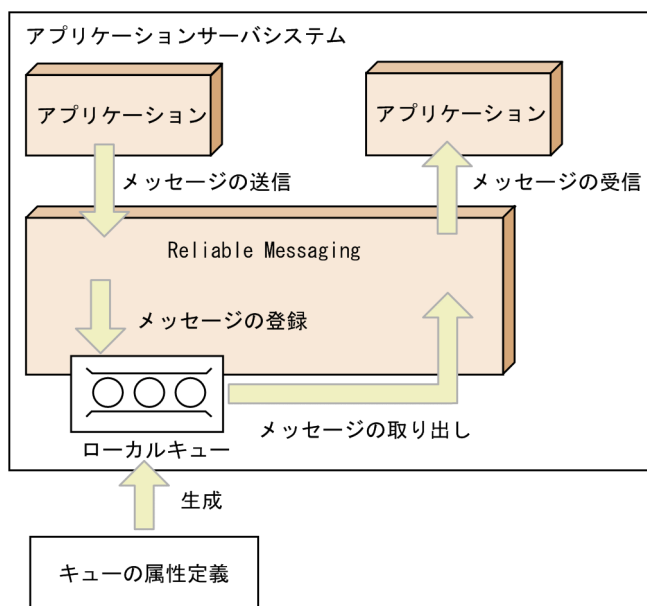 アプリケーションサーバシステム
アプリケーション
アプリケーション
メッセージの送信
メッセージの受信
Reliable Messaging
メッセージの登録
メッセージの取り出し
ローカルキュー
生成
キューの属性定義